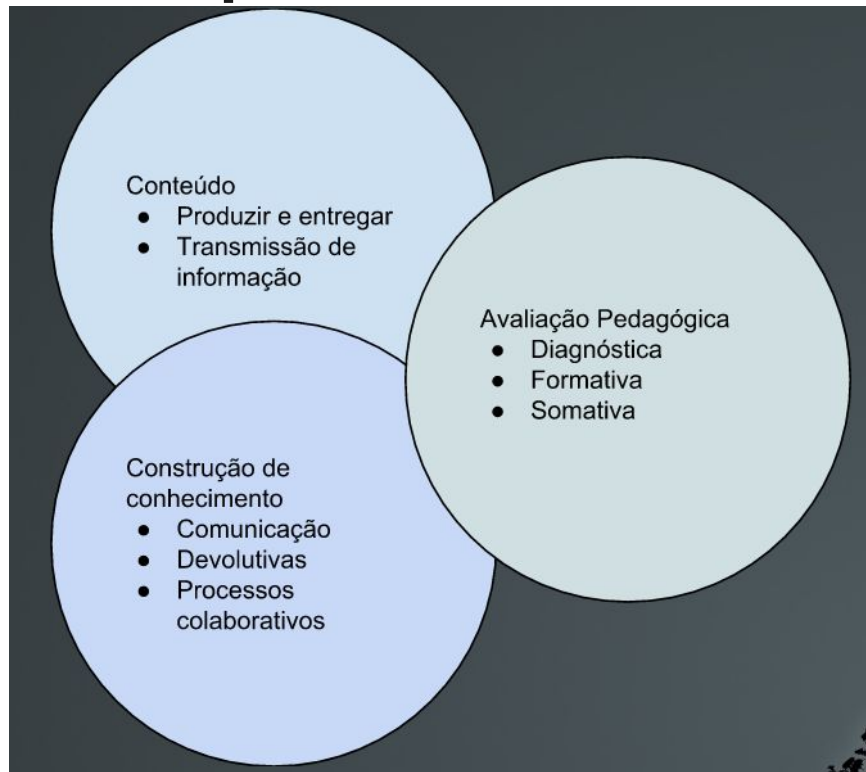 Conteúdo
● Produzir e entregar
● Transmissão de
informação
Avaliação Pedagógica
● Diagnóstica
● Formativa
● Somativa
Construção de
conhecimento
● Comunicação
● Devolutivas
● Processos
colaborativos